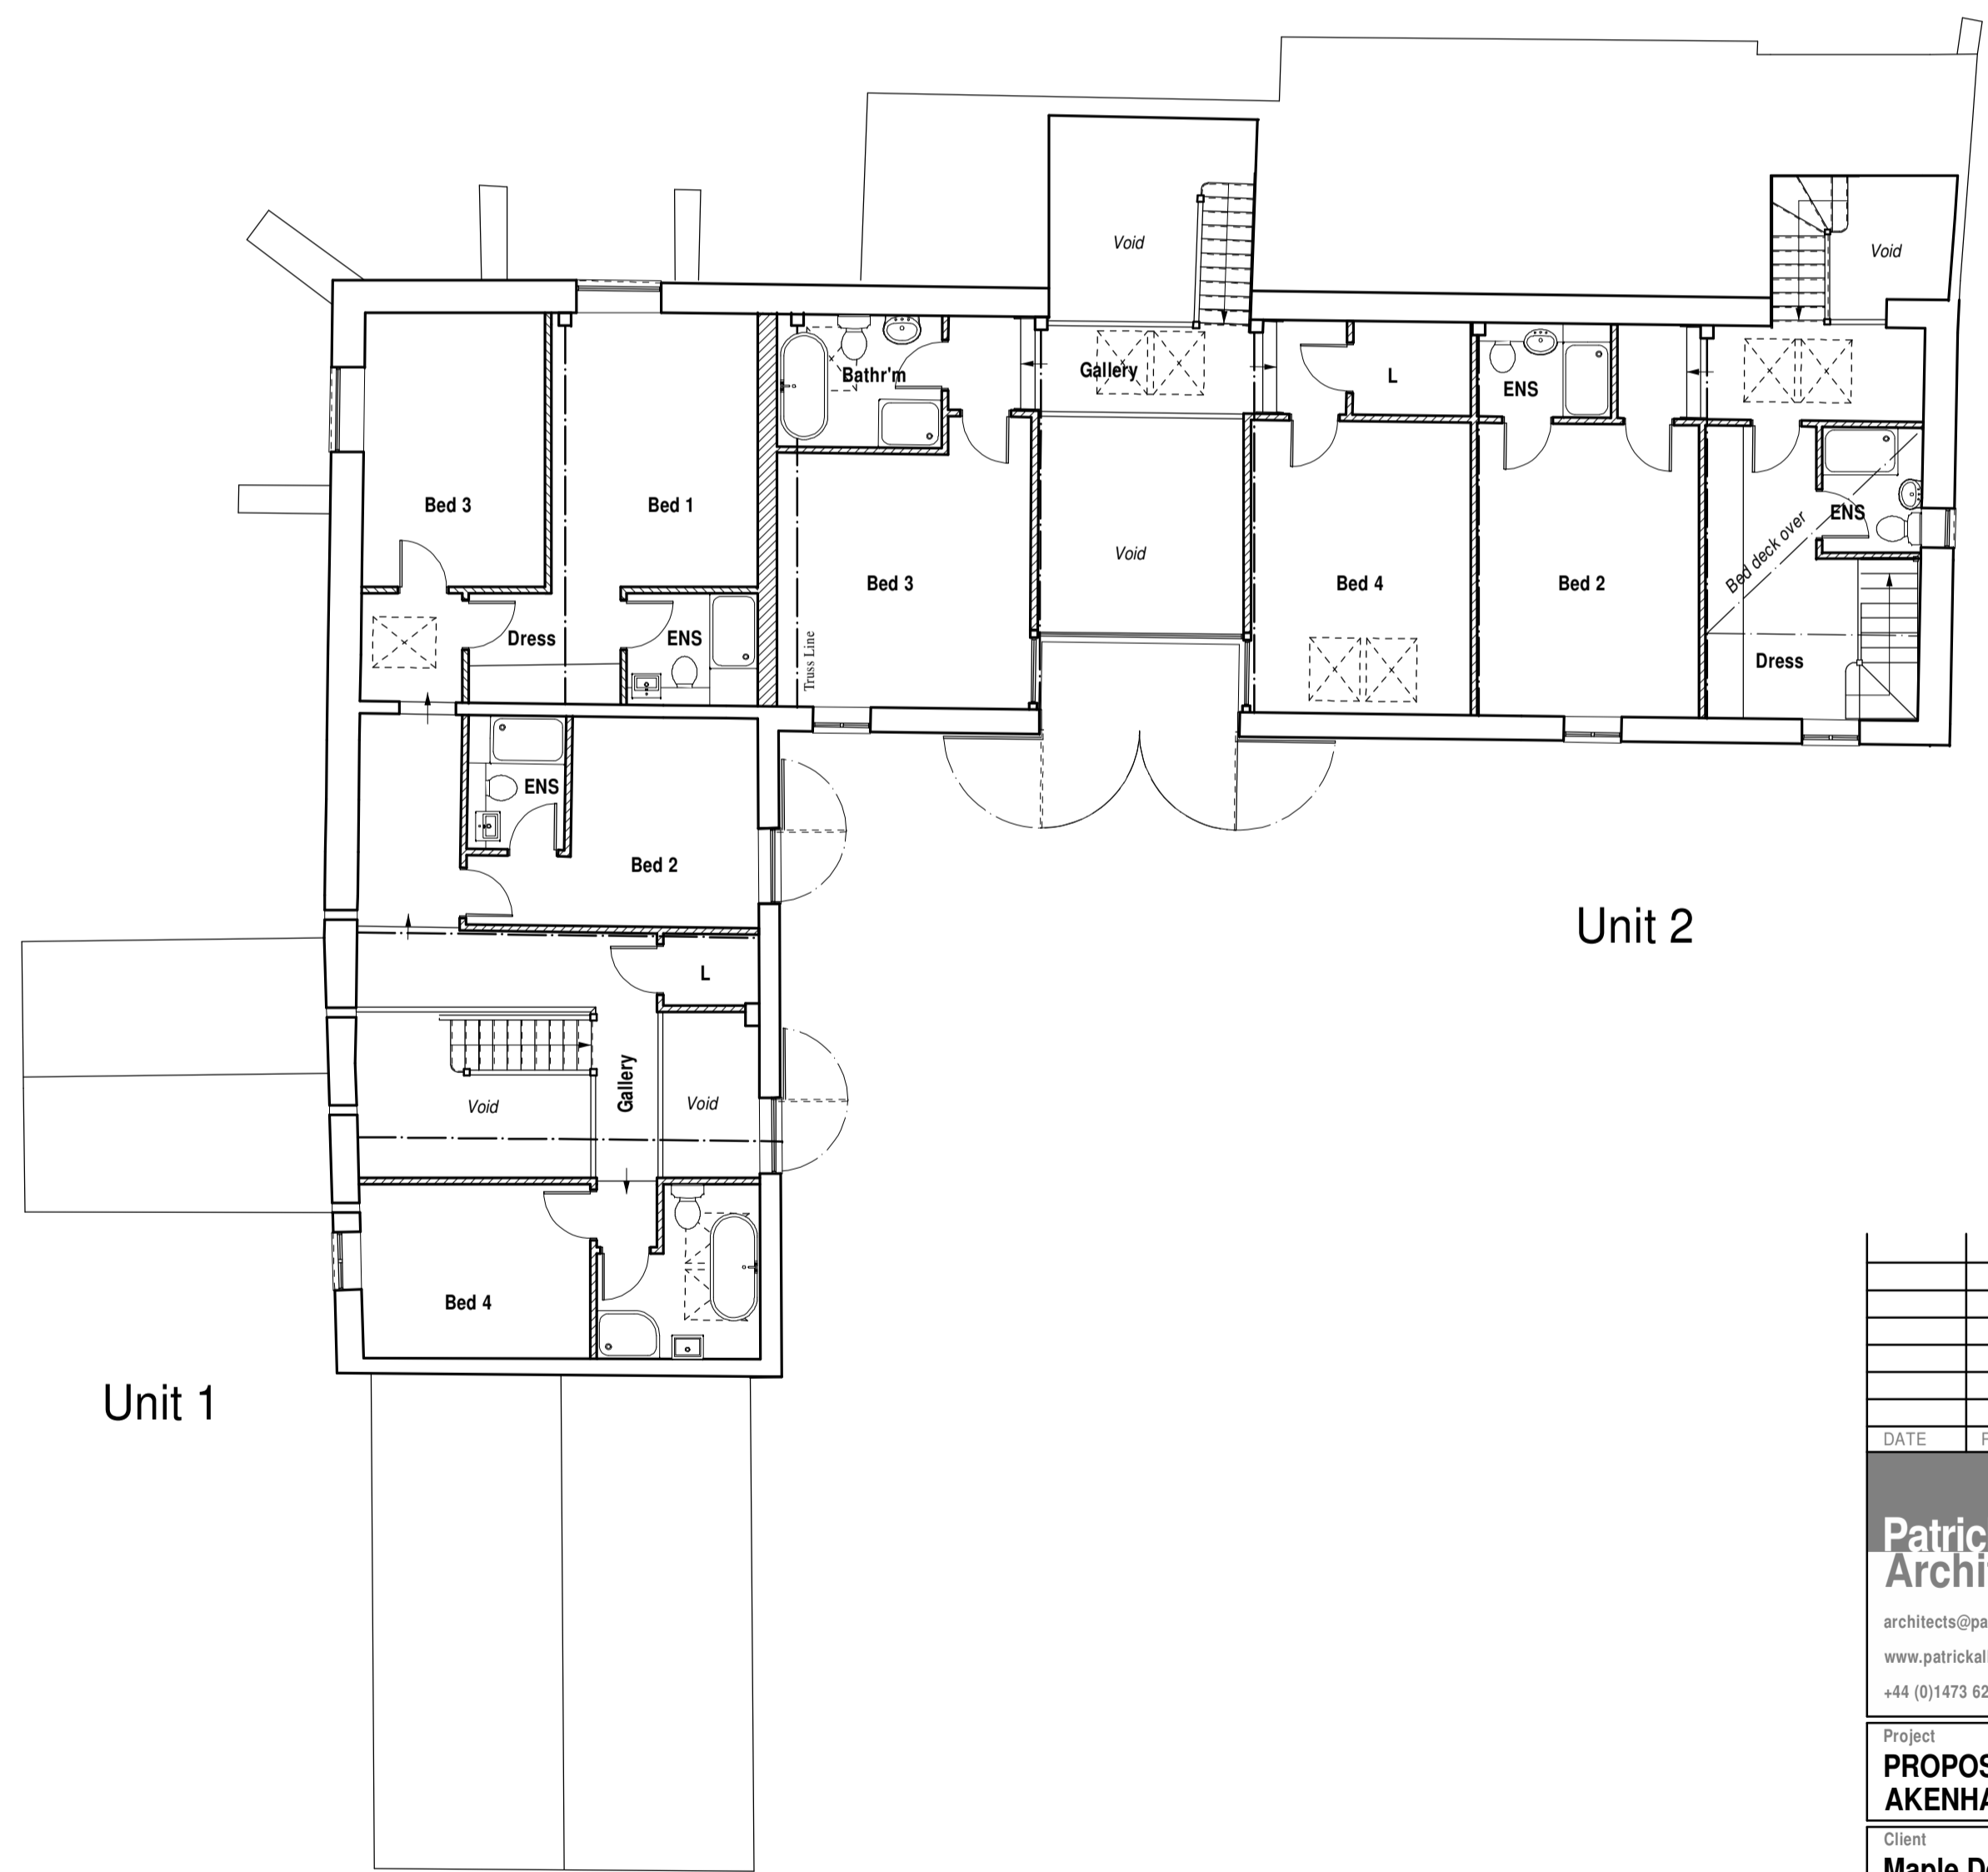 Void
Void
Bathr'm
Gallery
L
ENS
Bed 3
Bed 1
Void
Bed 3
Bed 4
Bed 2
Bed deck over
ENS
Dress
ENS
Truss Line
Dress
ENS
Bed 2
Unit 2
L
Gallery
Void
Void
Bed 4
Unit 1
DATE
Patric
Archi
architects@pa
www.patrickal
+44 (0)1473 62
Project
PROPOS
AKENHA
Client
Maple D